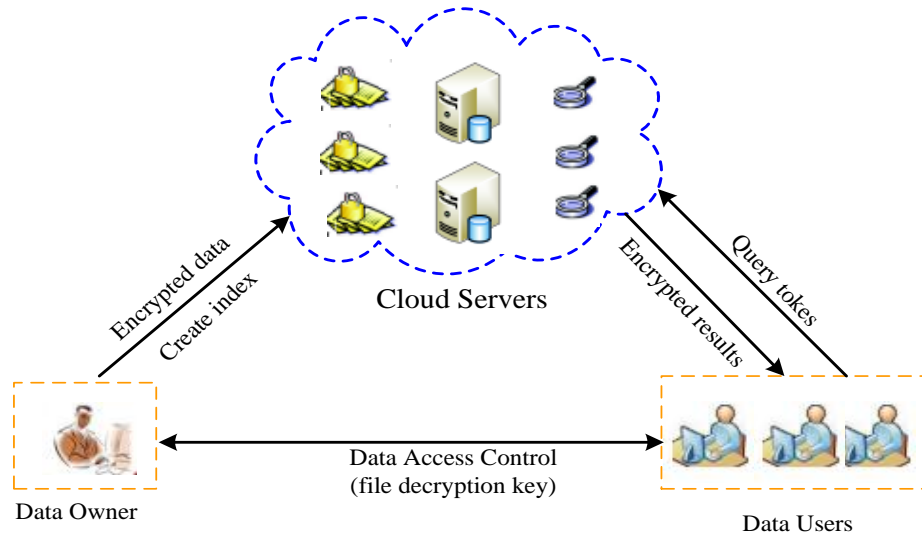 Cloud Servers
Encrypted data
Create index
Encrypted results
Query tokes
Data Access Control
(file decryption key)
Data Owner
Data Users